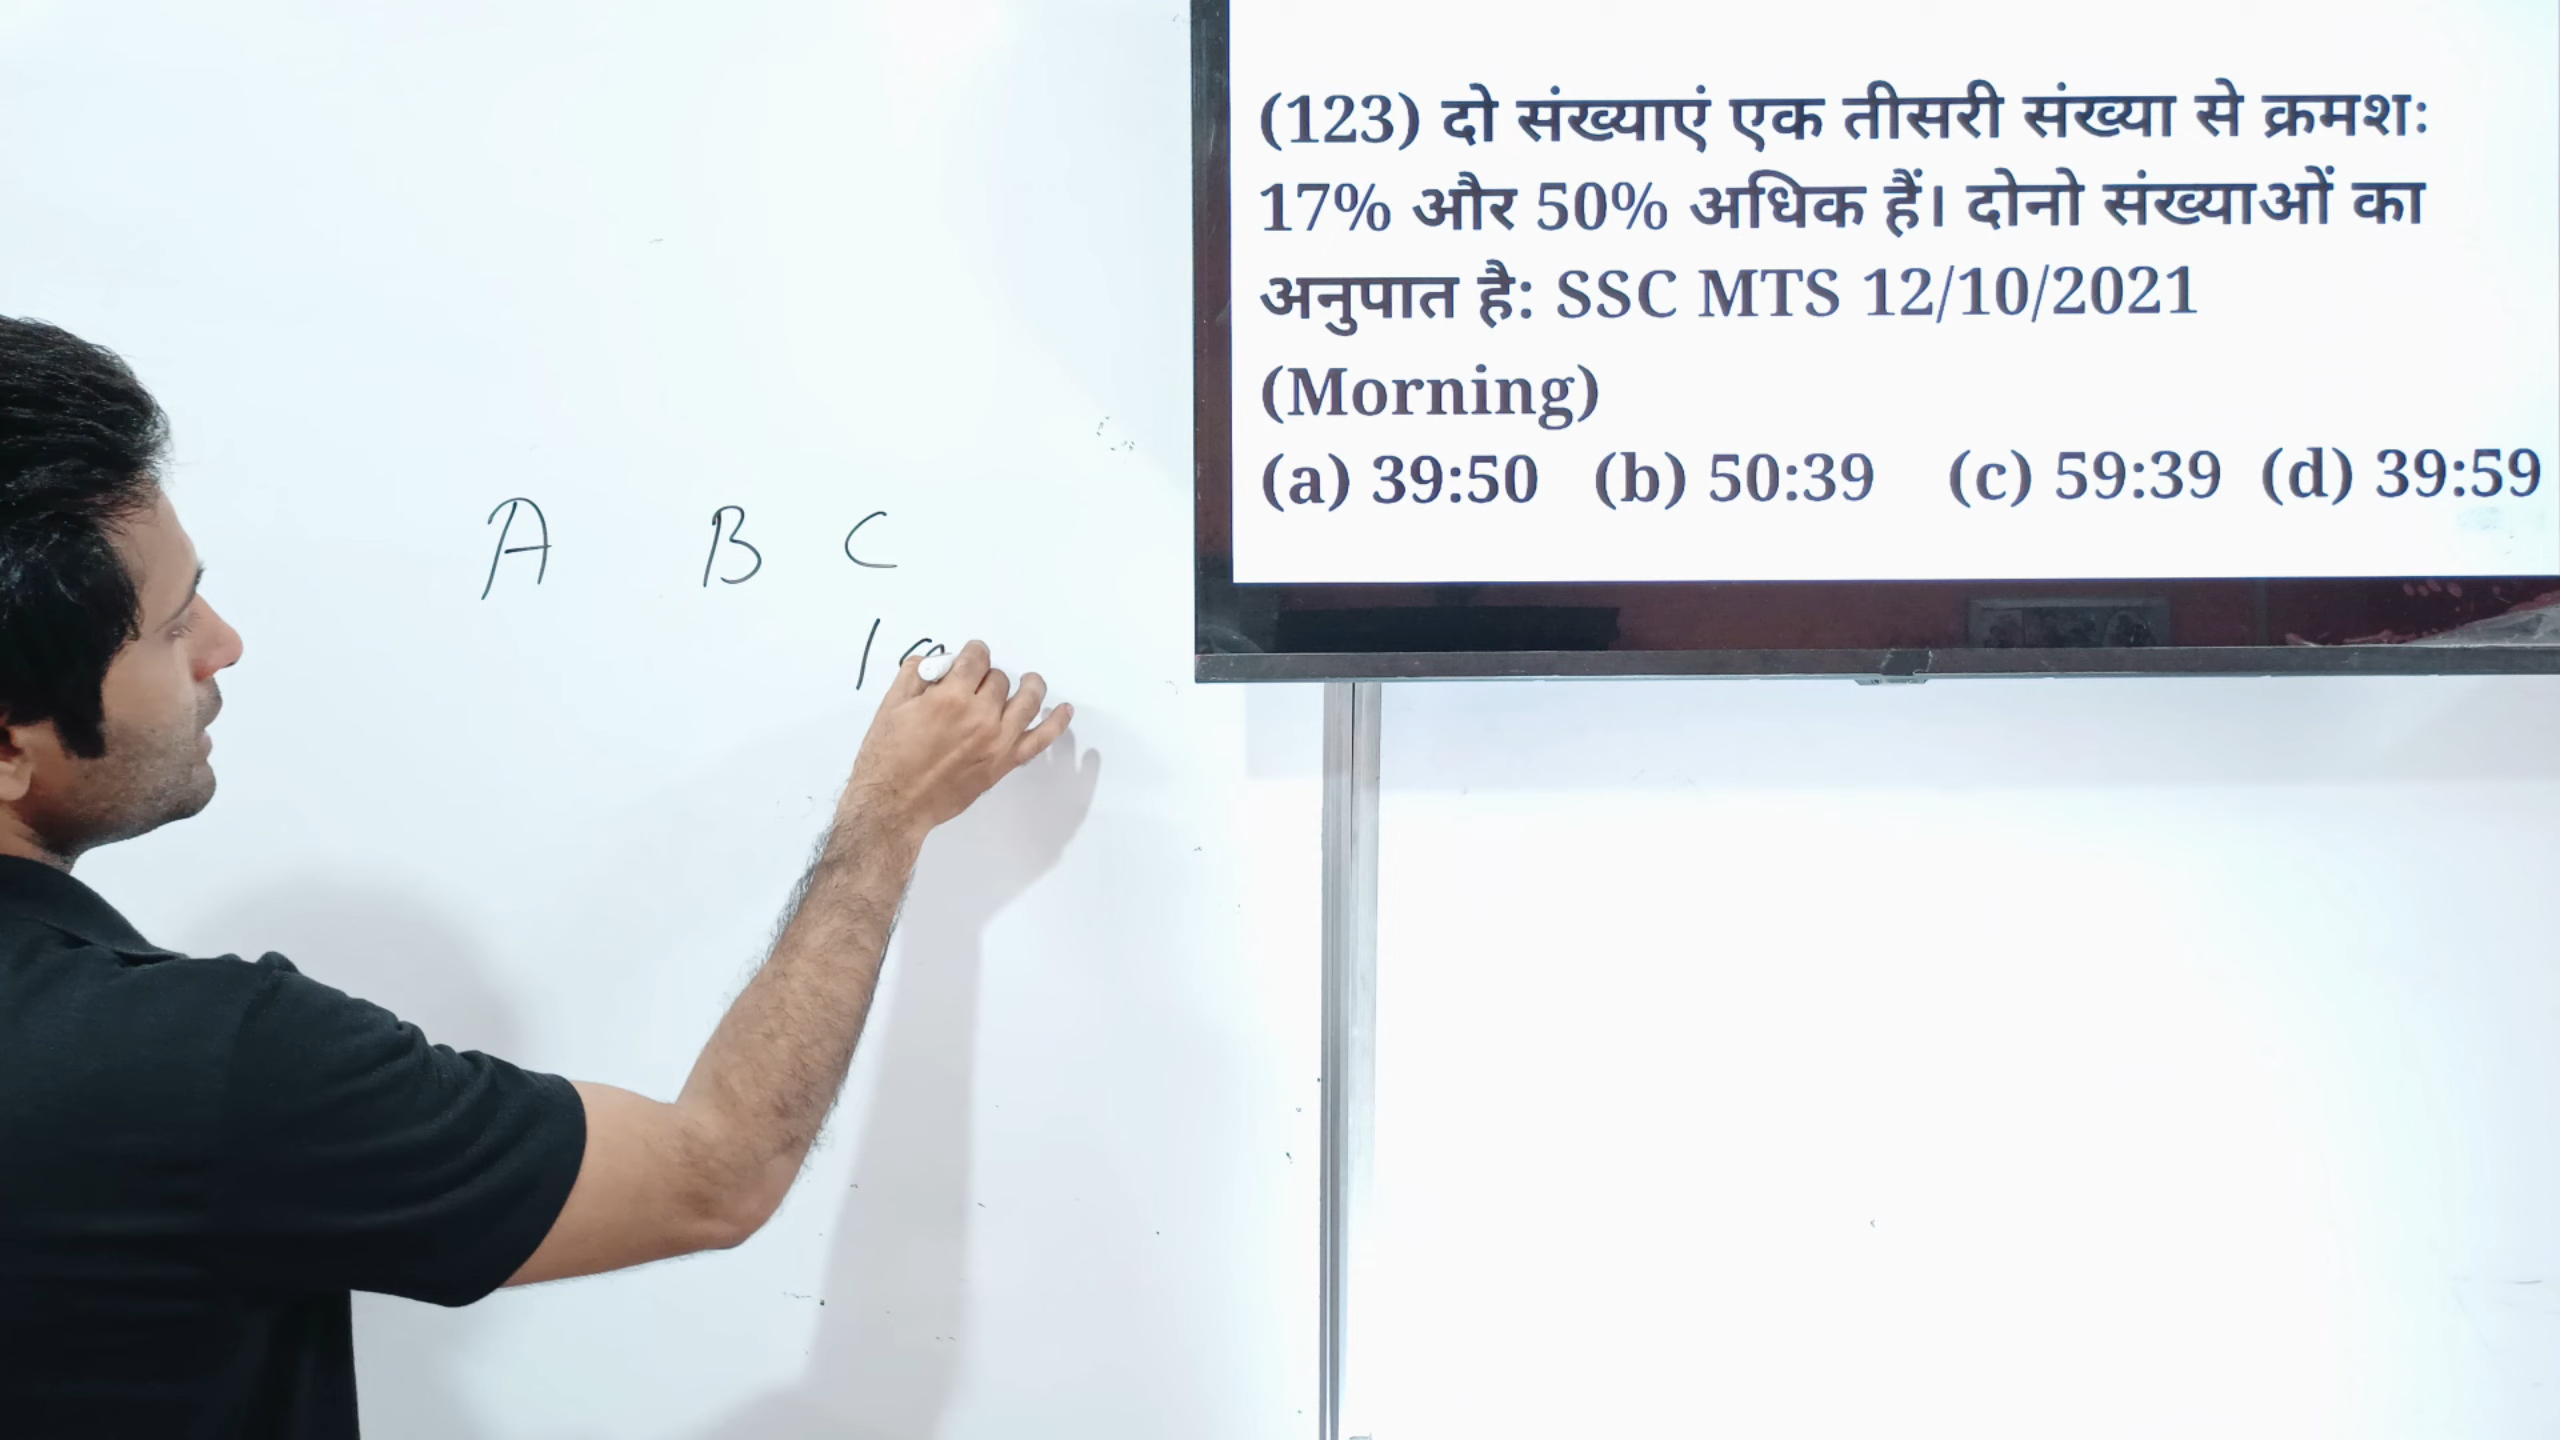 (123) दो संख्याएं एक तीसरी संख्या से क्रमशः
17% और 50% अधिक हैं। दोनो संख्याओं का
अनुपात है: SSC MTS 12/10/2021
(Morning)
(a) 39:50 (b) 50:39 (c) 59:39 (d) 39:59
A B C
10